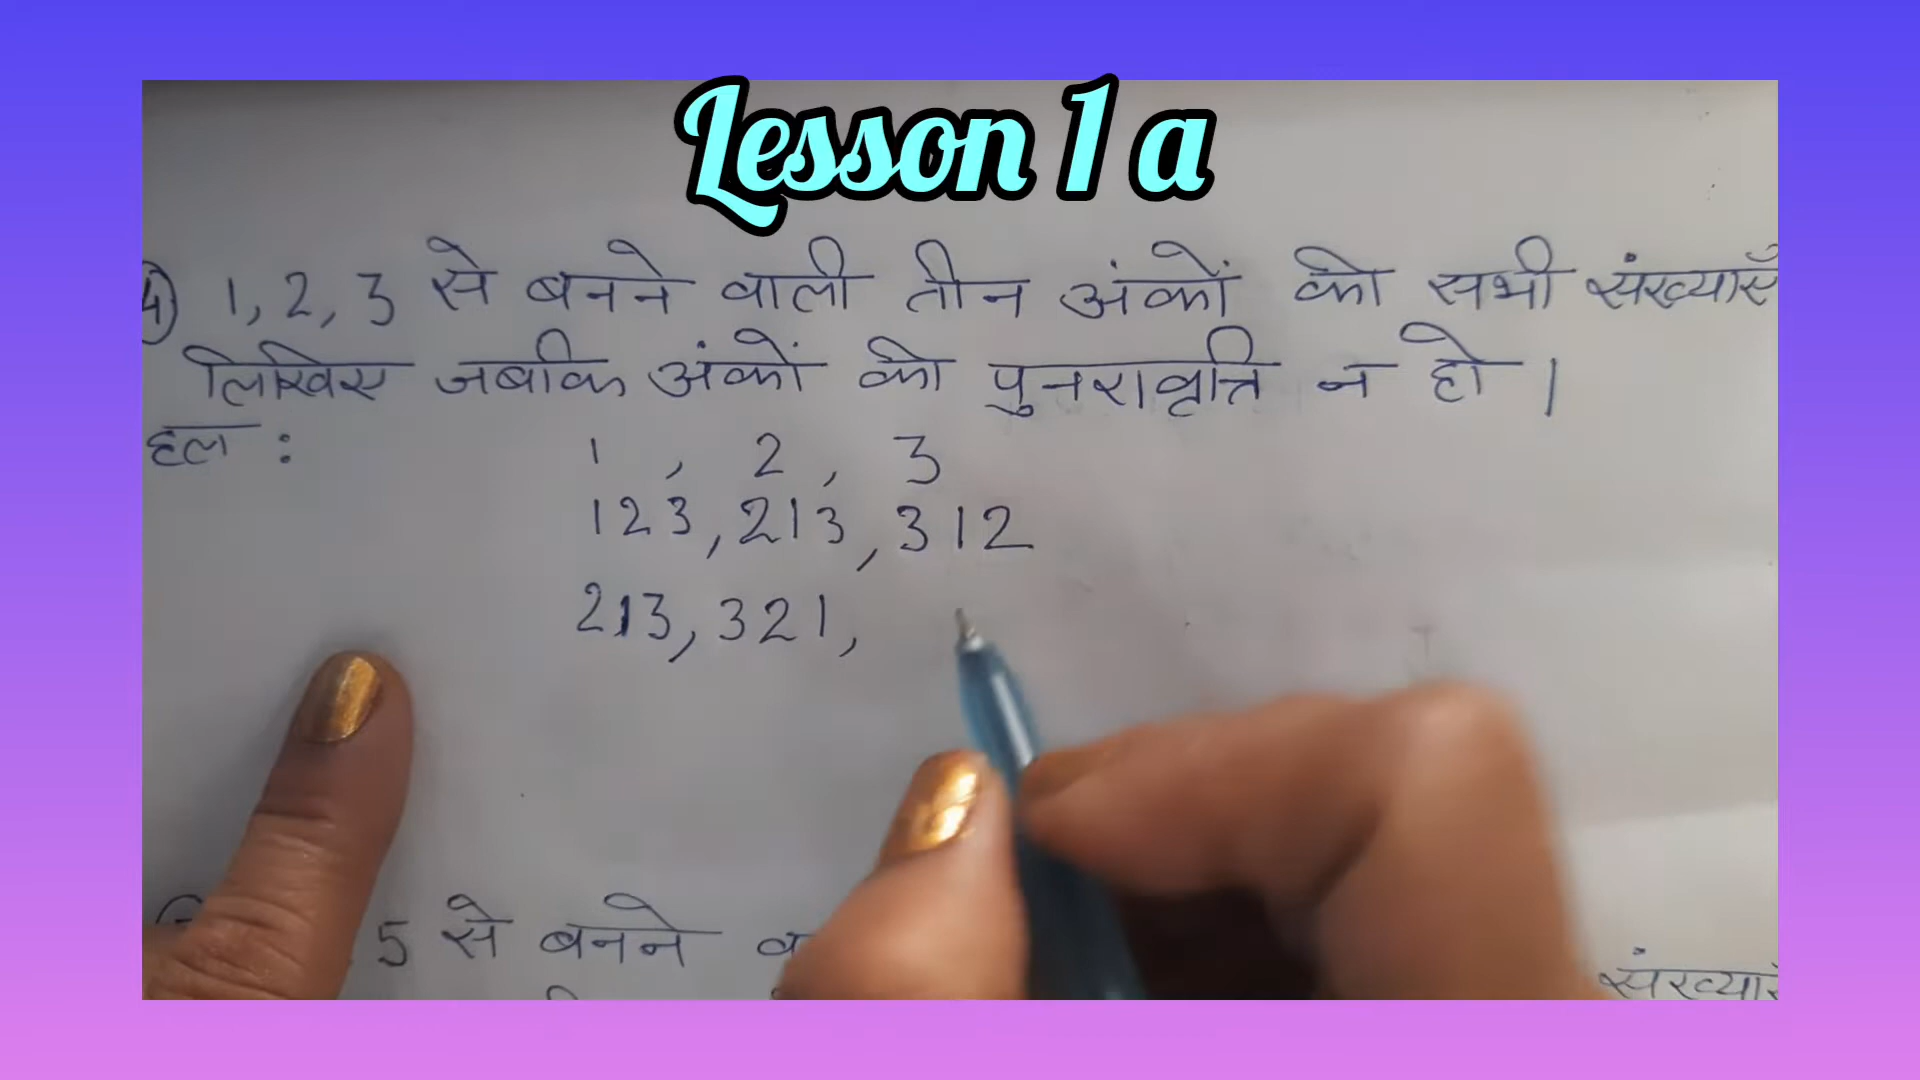 Lesson 1 a
4) 1, 2, 3 से बनने वाली तीन अंकों की सभी संख्याएँ
लिखिए जबकि अंकों की पुनरावृत्ति न हो ।
हल :
1 , 2 , 3
123, 213, 312
213, 321,
5 से बनने
संख्याएँ